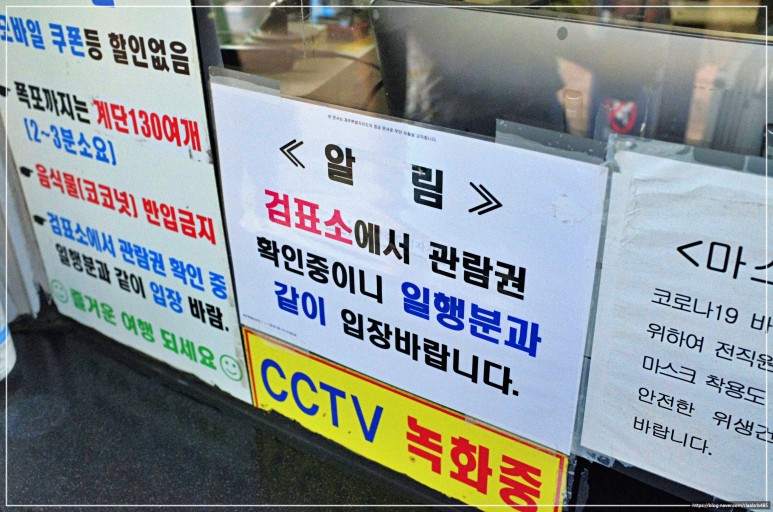 모바일 쿠폰등 할인없음
폭포까지는 계단130여개
(2~3분소요)
음식물(코코넛) 반입금지
검표소에서 관람권 확인 중
일행분과 같이 입장 바람.
즐거운 여행 되세요
≪ 알 림 ≫
검표소에서 관람권
확인중이니 일행분과
같이 입장바랍니다.
CCTV 녹화중
<마스
코로나19
위하여 전직원
마스크 착용도
안전한 위생
바랍니다.